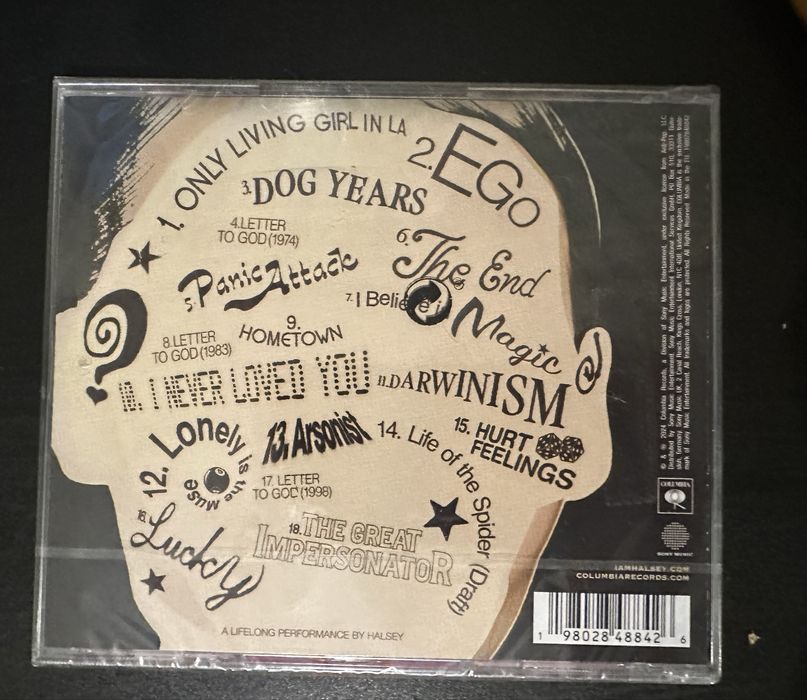 1. ONLY LIVING GIRL IN LA
2. EGO
3. DOG YEARS
4. LETTER
TO GOD (1974)
5. Panic Attack
6. The End
7. I Believe in
Magic
8. LETTER
TO GOD (1983)
9.
HOMETOWN
10. I NEVER LOVED YOU
11. DARWINISM
12. Lonely is the Muse
13. Arsonist
14. Life of the Spider (Draft)
15. HURT
FEELINGS
16. Lucky
17. LETTER
TO GOD (1998)
18. THE GREAT
IMPERSONATOR
A LIFELONG PERFORMANCE BY HALSEY
COLUMBIA
SONY MUSIC
IAMHALSEY.COM
COLUMBIARECORDS.COM
1 98028 48842 6